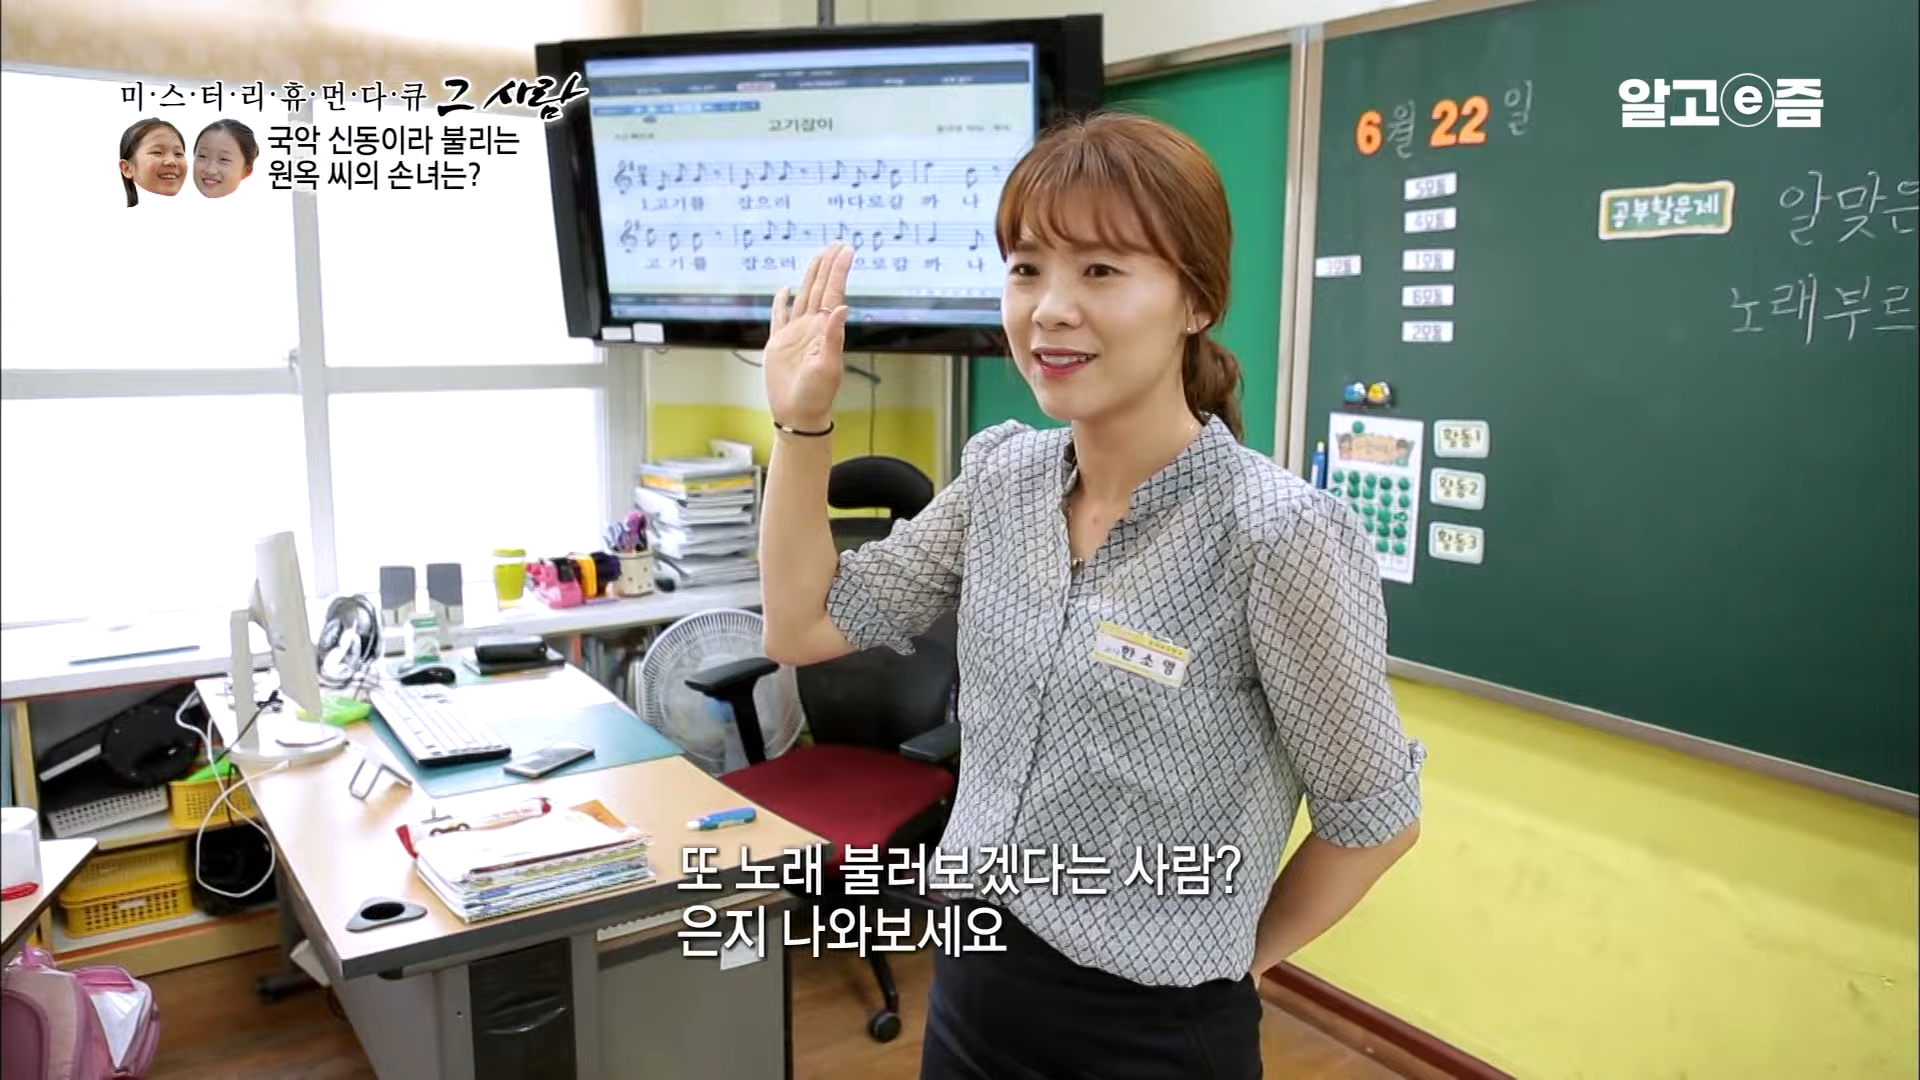 미·스·터·리·휴·먼·다·큐 그 사람
국악 신동이라 불리는
원옥 씨의 손녀는?
알고e즘
고기잡이
1.고기를 잡으러 바다로갈 까 나
고 기 를 잡으러 으로갈 까 나
6월 22일
5모둠
4모둠
1모둠
3모둠
6모둠
2모둠
공부할문제
알맞은
노래부르
활동1
활동2
활동3
교사 한소영
또 노래 불러보겠다는 사람?
은지 나와보세요